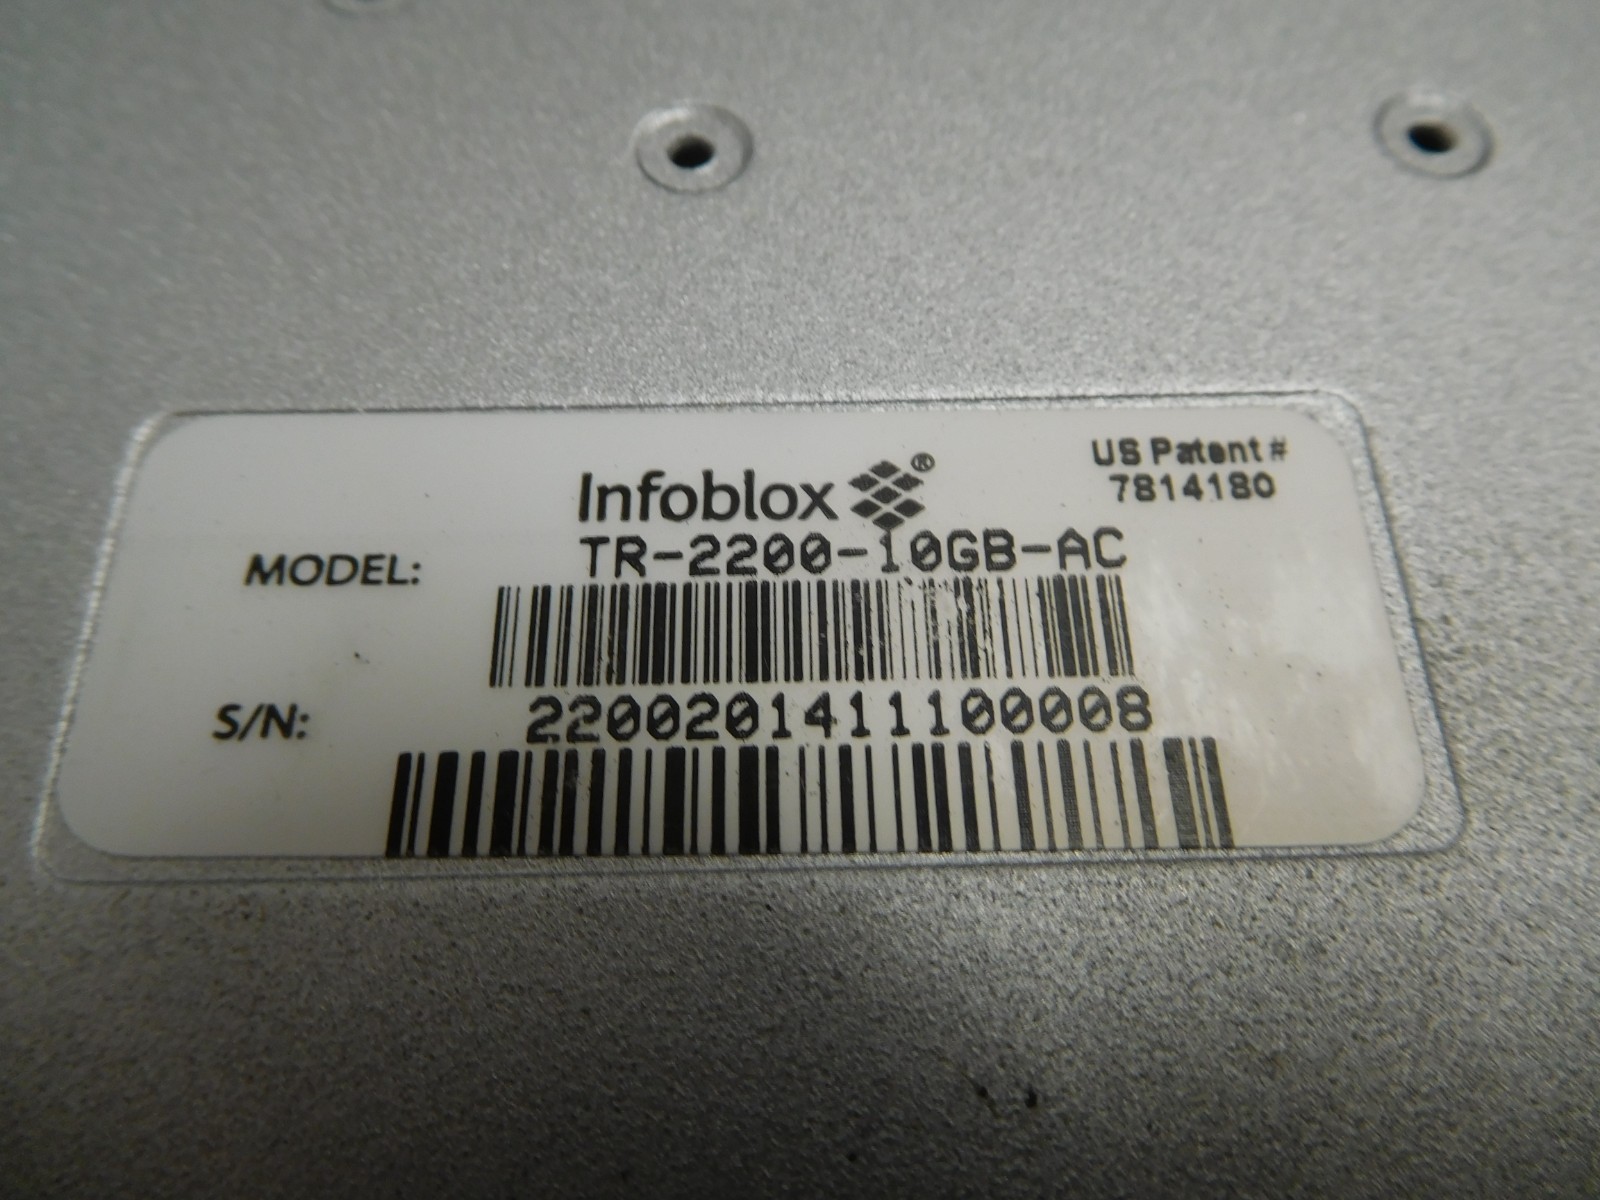 Infoblox®
US Patent #
7814180
MODEL: TR-2200-10GB-AC
S/N: 2200201411100008